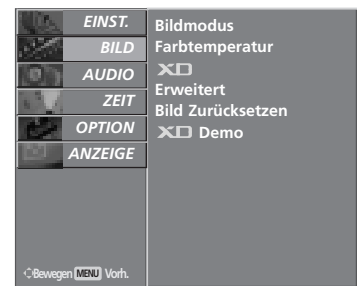 EINST.
BILD
AUDIO
ZEIT
OPTION
ANZEIGE
Bildmodus
Farbtemperatur
XD
Erweitert
Bild Zurücksetzen
XD Demo
Bewegen MENU Vorh.